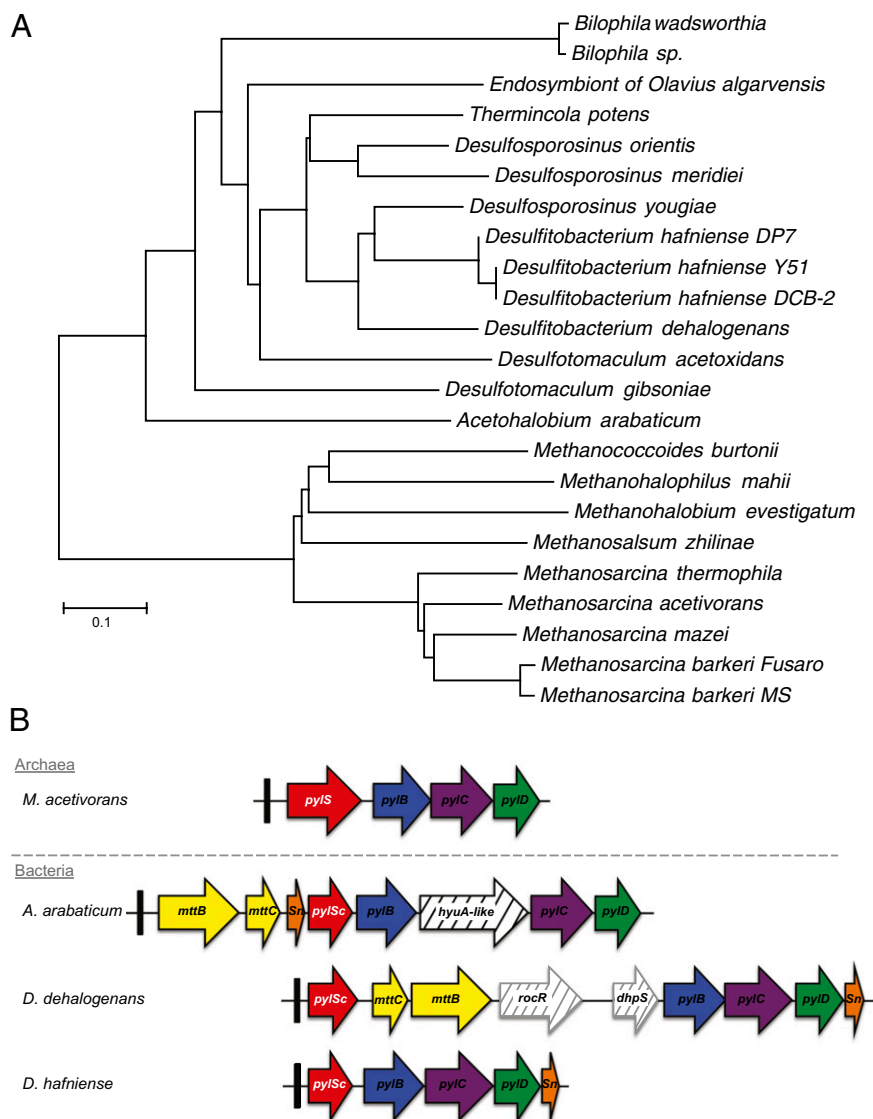 A
Bilophila wadsworthia
Bilophila sp.
Endosymbiont of Olavius algarvensis
Thermincola potens
Desulfosporosinus orientis
Desulfosporosinus meridiei
Desulfosporosinus yougiae
Desulfitobacterium hafniense DP7
Desulfitobacterium hafniense Y51
Desulfitobacterium hafniense DCB-2
Desulfitobacterium dehalogenans
Desulfotomaculum acetoxidans
Desulfotomaculum gibsoniae
Acetohalobium arabaticum
Methanococcoides burtonii
Methanohalophilus mahii
Methanohalobium evestigatum
Methanosalsum zhilinae
Methanosarcina thermophila
Methanosarcina acetivorans
Methanosarcina mazei
Methanosarcina barkeri Fusaro
Methanosarcina barkeri MS
0.1
B
Archaea
M. acetivorans pylS pylB pylC pylD
Bacteria
A. arabaticum mttB mttC Sn pylSc pylB hyuA-like pylC pylD
D. dehalogenans pylSc mttC mttB rocR dhpS pylB pylC pylD Sn
D. hafniense pylSc pylB pylC pylD Sn